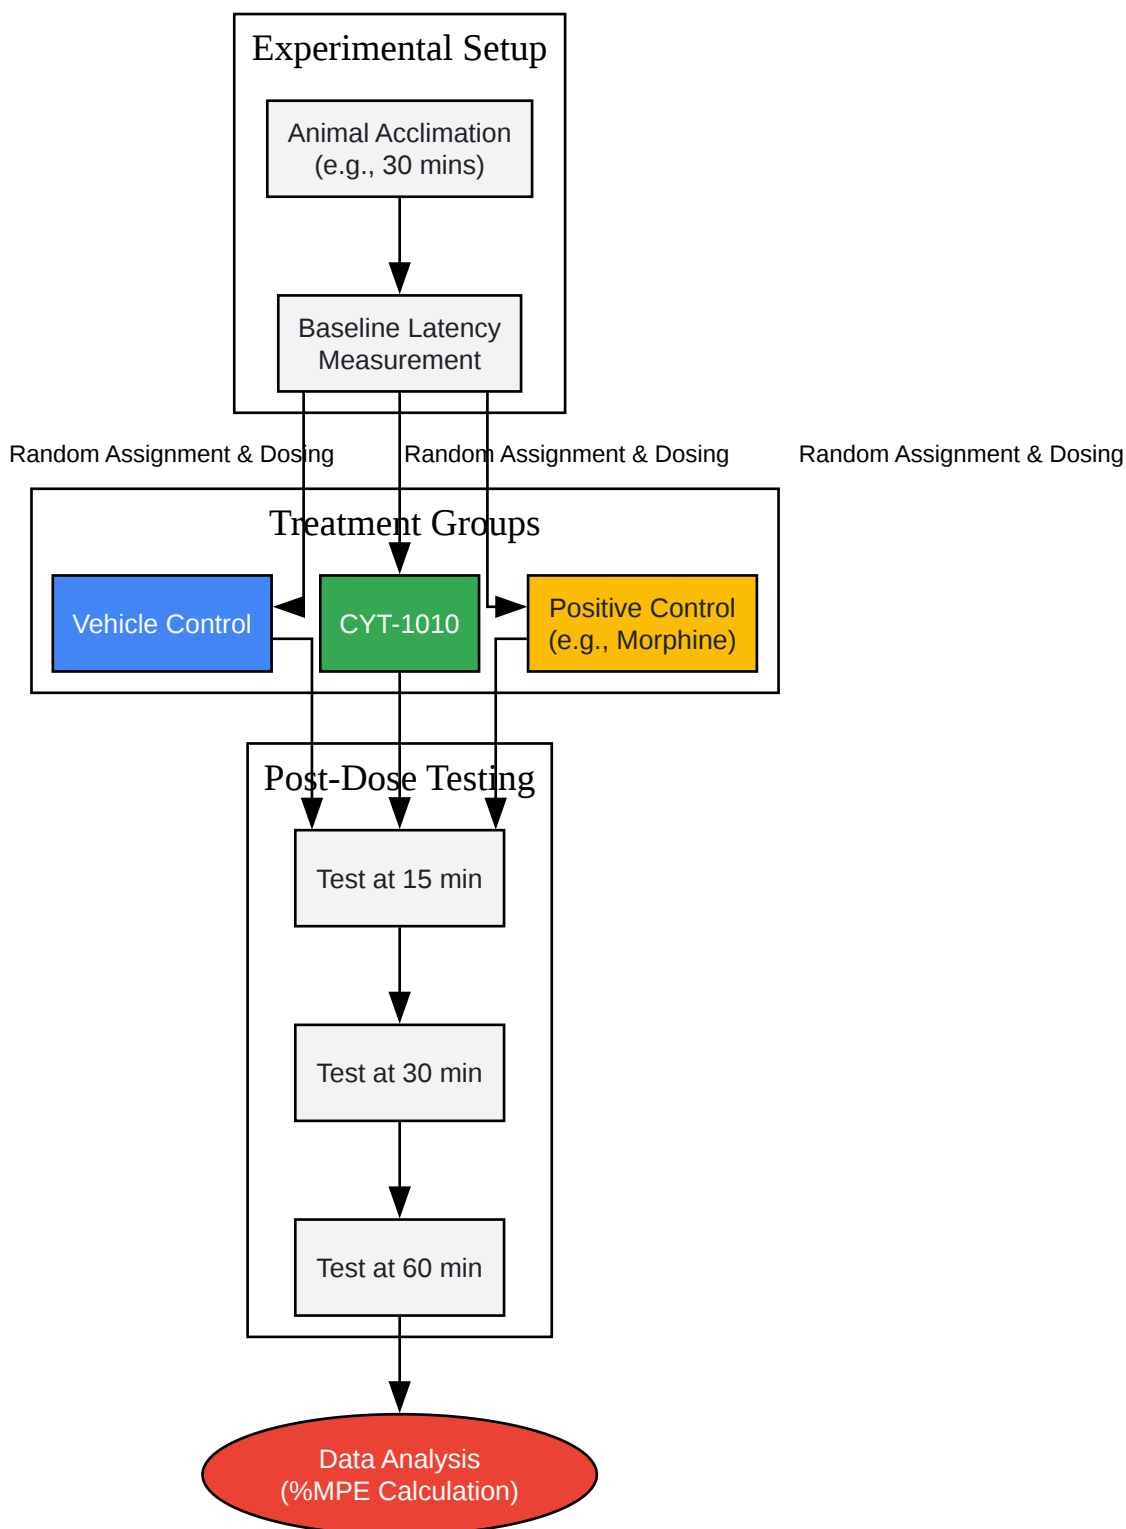 Experimental Setup
Animal Acclimation
(e.g., 30 mins)
Baseline Latency
Measurement
Random Assignment & Dosing
Random Assignment & Dosing
Random Assignment & Dosing
Treatment Groups
Vehicle Control
CYT-1010
Positive Control
(e.g., Morphine)
Post-Dose Testing
Test at 15 min
Test at 30 min
Test at 60 min
Data Analysis
(%MPE Calculation)